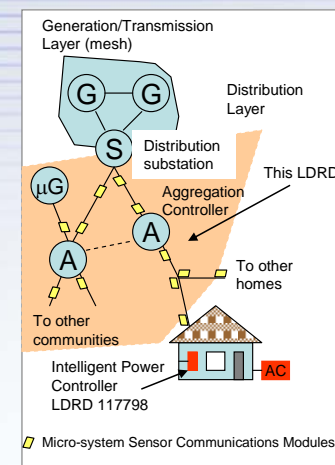 Generation/Transmission
Layer (mesh)
G
G
Distribution
Layer
S
Distribution
substation
This LDRD
μG
Aggregation
Controller
A
A
To other
homes
To other
communities
Intelligent Power
Controller
LDRD 117798
AC
Micro-system Sensor Communications Modules